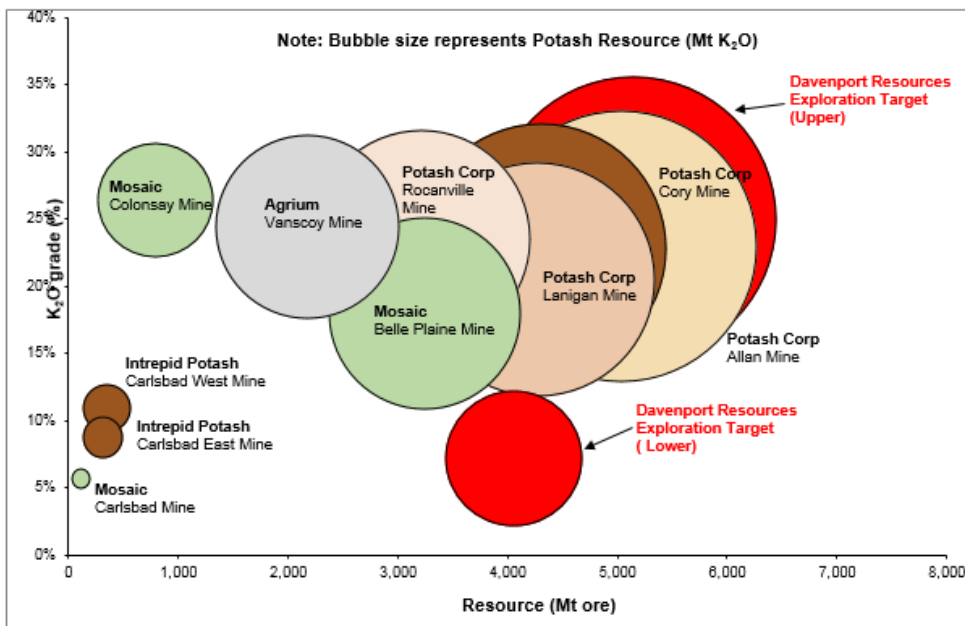 40%
Note: Bubble size represents Potash Resource (Mt K₂O)
35%
30%
25%
20%
15%
10%
5%
0%
K₂O grade (%)
Davenport Resources
Exploration Target
(Upper)
Mosaic
Colonsay Mine
Agrium
Vanscoy Mine
Potash Corp
Rocanville
Mine
Potash Corp
Cory Mine
Mosaic
Belle Plaine Mine
Potash Corp
Lanigan Mine
Potash Corp
Allan Mine
Intrepid Potash
Carlsbad West Mine
Intrepid Potash
Carlsbad East Mine
Mosaic
Carlsbad Mine
Davenport Resources
Exploration Target
( Lower)
0
1,000
2,000
3,000
4,000
5,000
6,000
7,000
8,000
Resource (Mt ore)